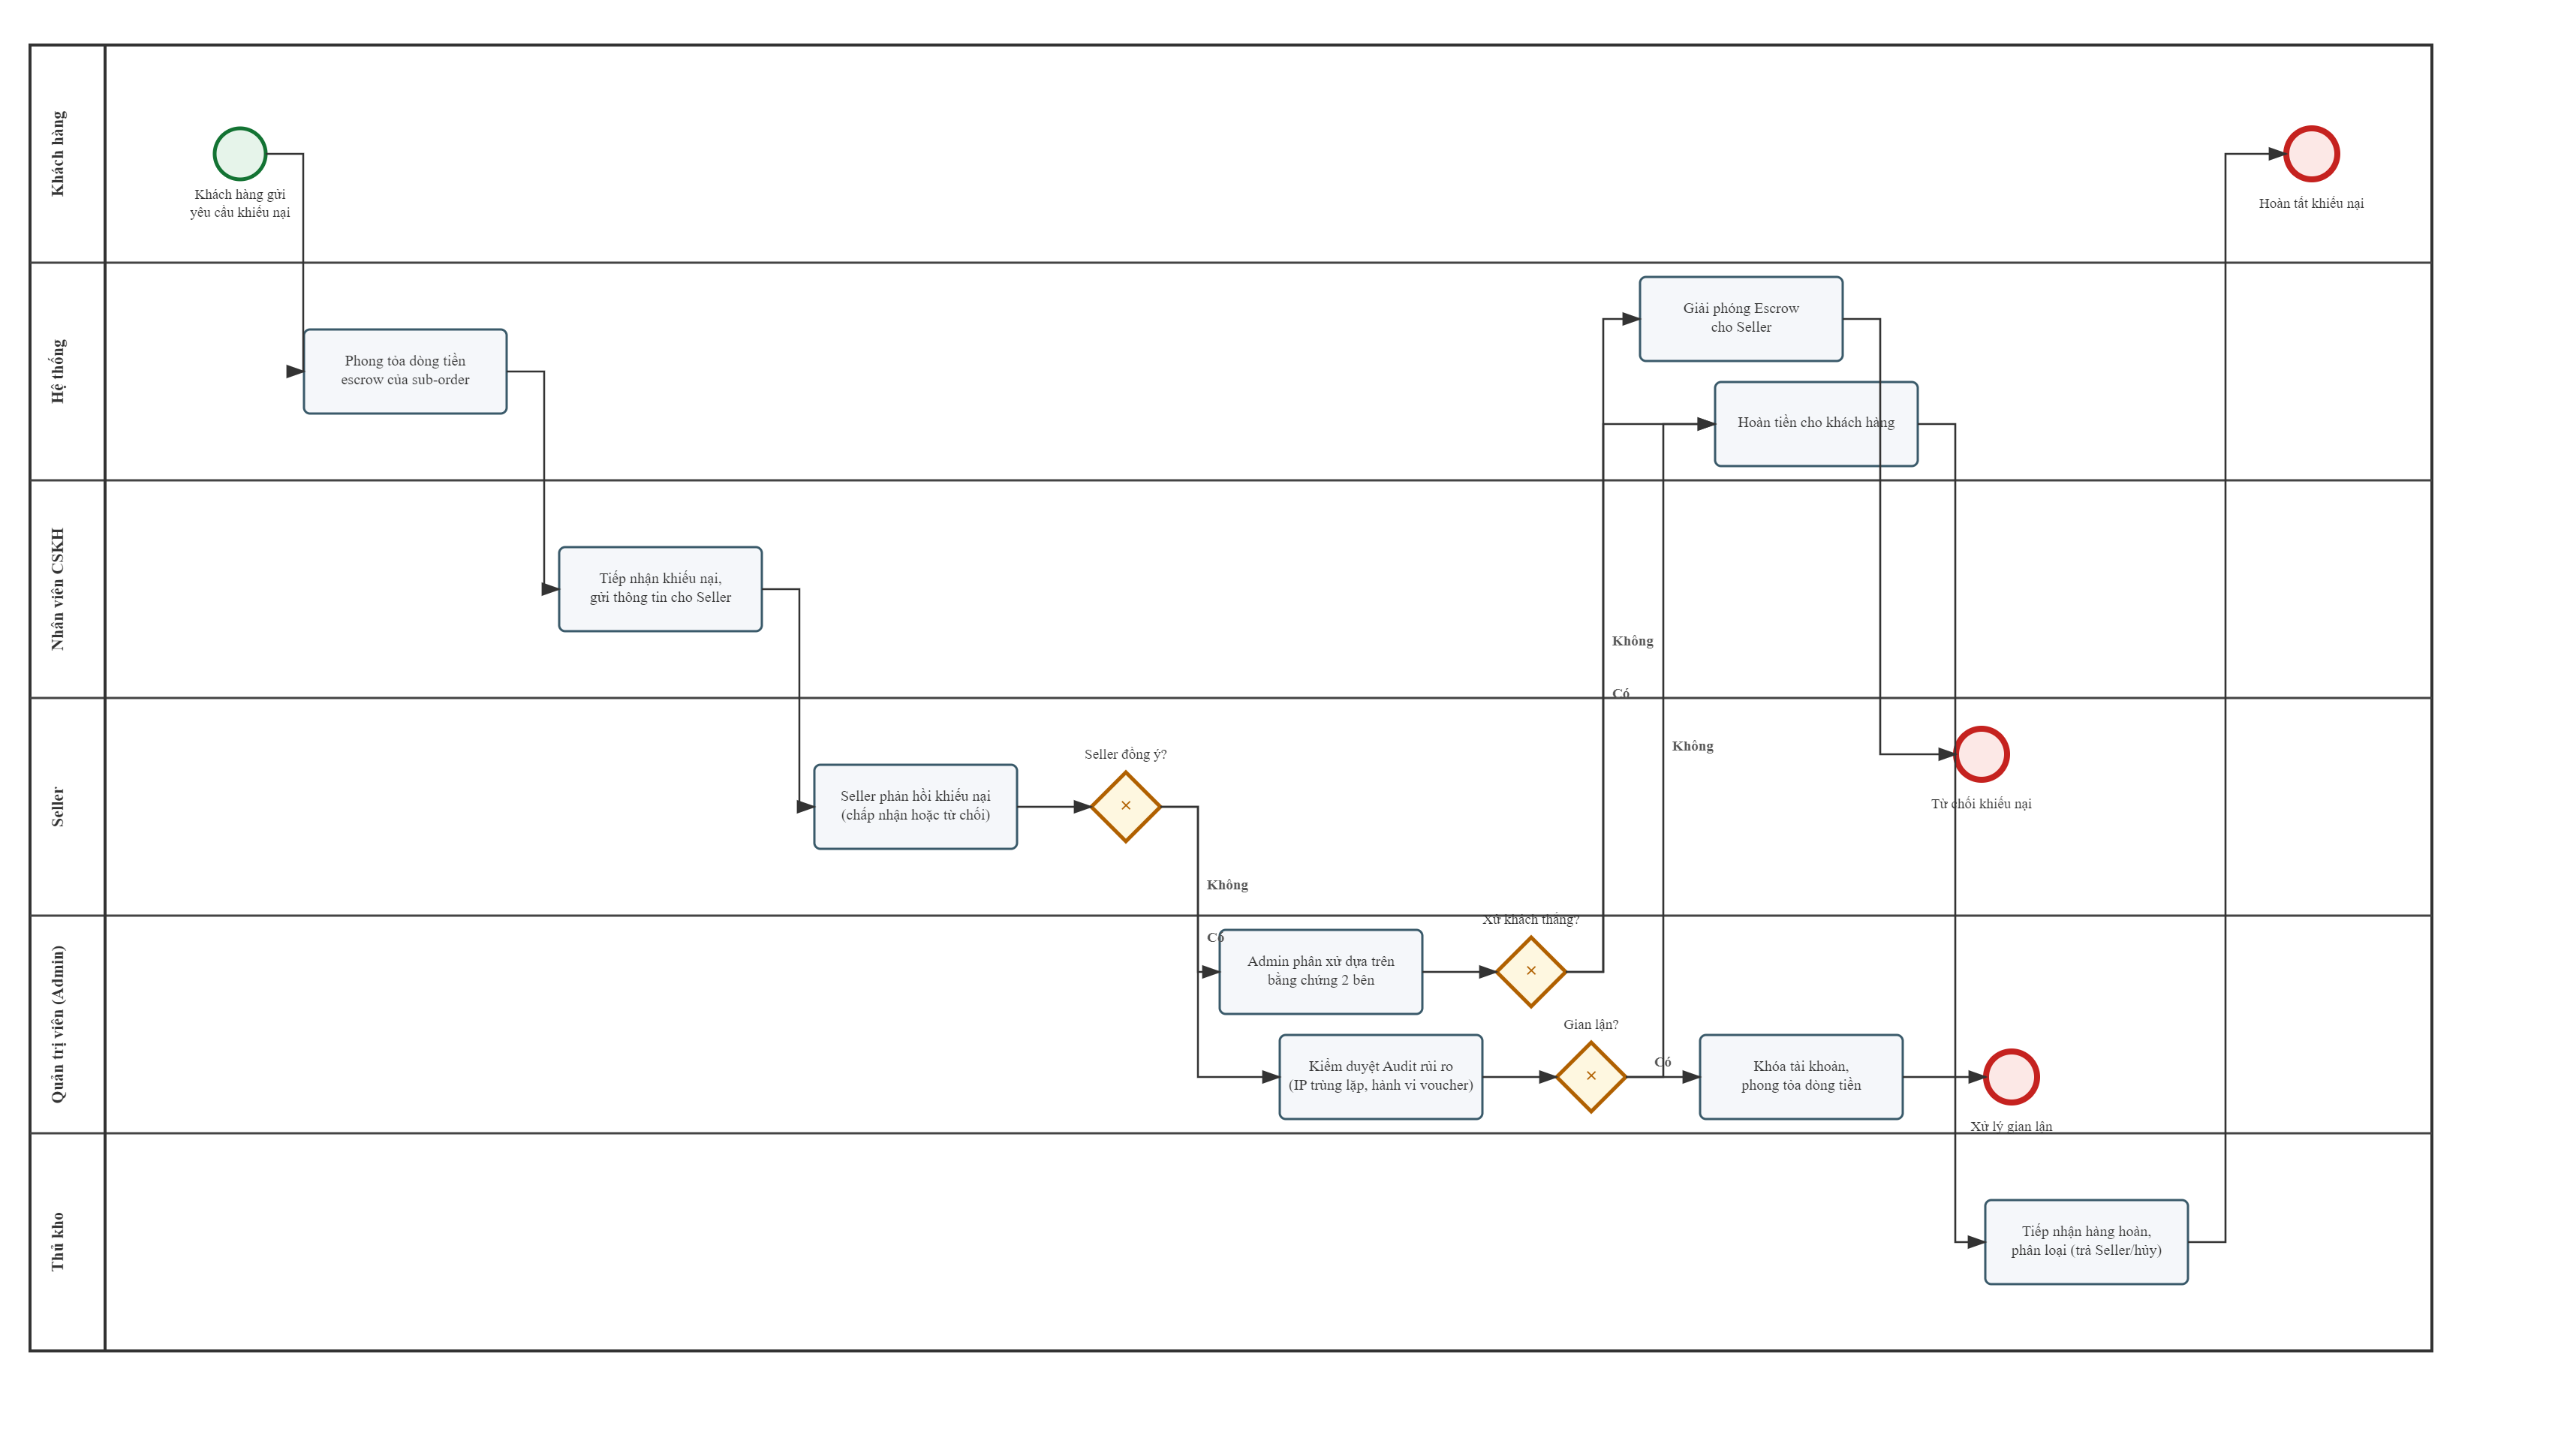 Khách hàng
Khách hàng gửi
yêu cầu khiếu nại
Hoàn tất khiếu nại
Hệ thống
Phong tỏa dòng tiền
escrow của sub-order
Giải phóng Escrow
cho Seller
Hoàn tiền cho khách hàng
Nhân viên CSKH
Tiếp nhận khiếu nại,
gửi thông tin cho Seller
Không
Có
Seller
Seller phản hồi khiếu nại
(chấp nhận hoặc từ chối)
Seller đồng ý?
Không
Không
Từ chối khiếu nại
Quản trị viên (Admin)
Có
Admin phân xử dựa trên
bằng chứng 2 bên
Xử khách thắng?
Kiểm duyệt Audit rủi ro
(IP trùng lặp, hành vi voucher)
Gian lận?
Có
Khóa tài khoản,
phong tỏa dòng tiền
Xử lý gian lận
Thủ kho
Tiếp nhận hàng hoàn,
phân loại (trả Seller/hủy)